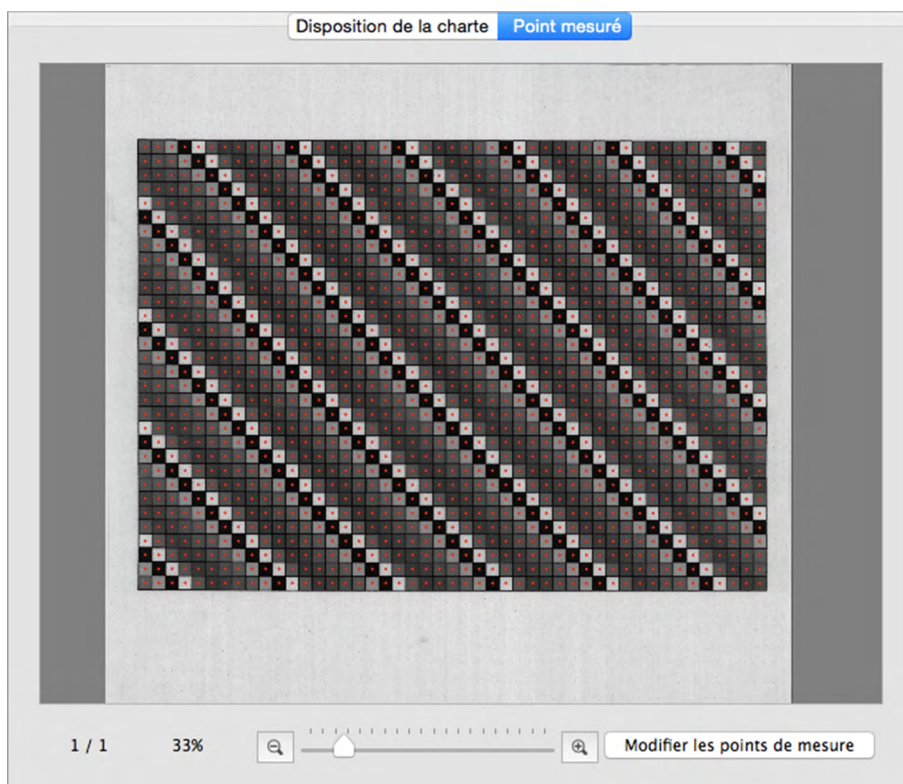 Disposition de la charte Point mesuré
1 / 1 33% Modifier les points de mesure